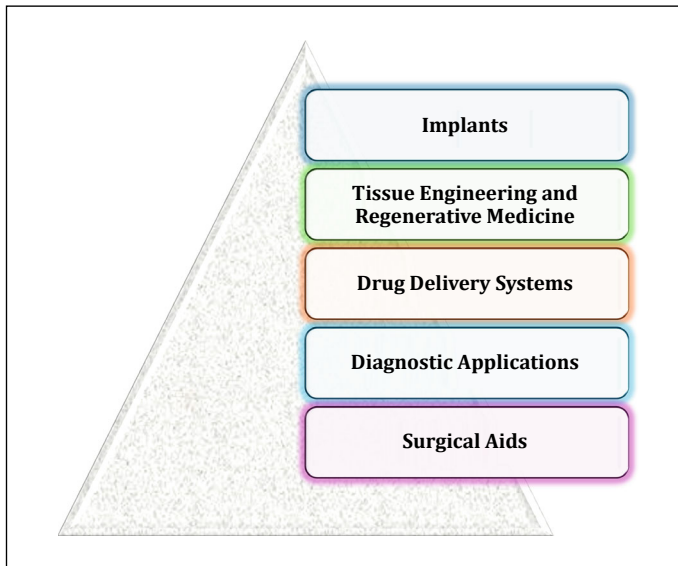 Implants
Tissue Engineering and
Regenerative Medicine
Drug Delivery Systems
Diagnostic Applications
Surgical Aids